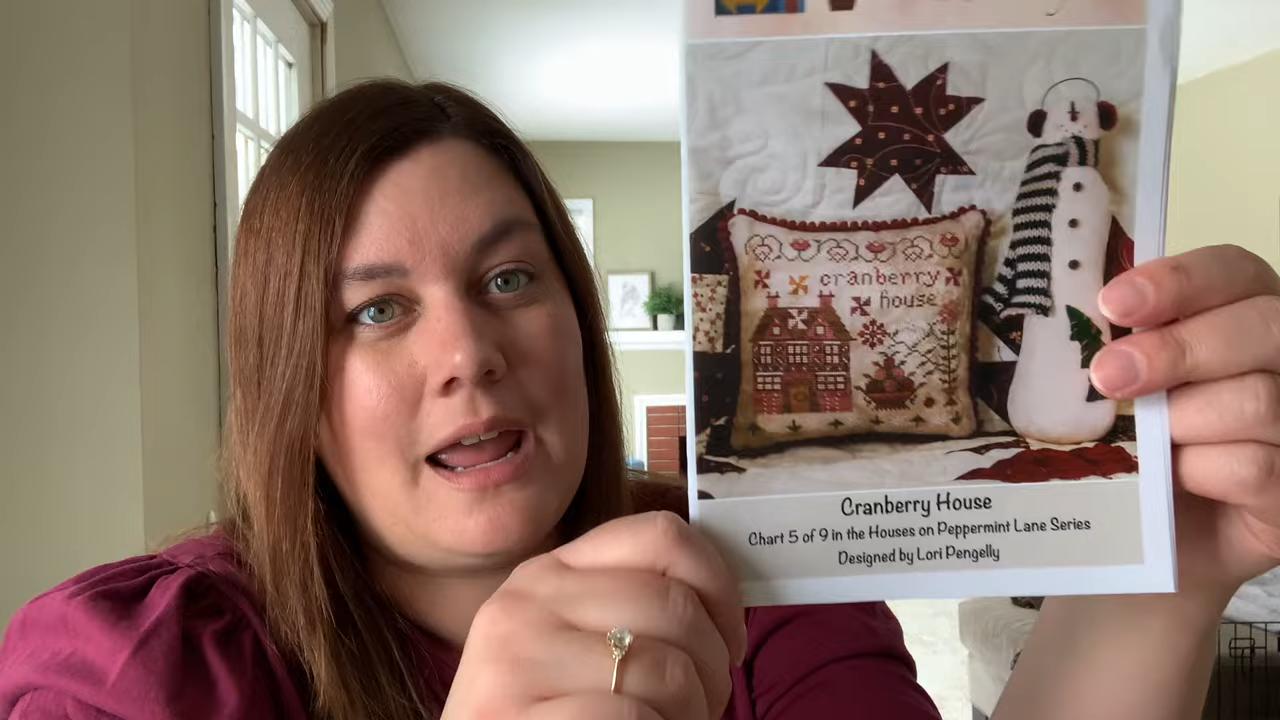 cranberry
house
Cranberry House
Chart 5 of 9 in the Houses on Peppermint Lane Series
Designed by Lori Pengelly